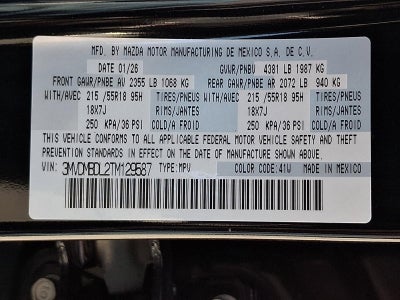 MFD. BY MAZDA MOTOR MANUFACTURING DE MEXICO S.A. DE C.V.
DATE 01/26 GVWR/PNBV 4381 LB 1987 KG
FRONT GAWR/PNBE AV 2355 LB 1068 KG REAR GAWR/PNBE AR 2072 LB 940 KG
WITH/AVEC 215 /55R18 95H TIRES/PNEUS WITH/AVEC 215 /55R18 95H TIRES/PNEUS
18X7J RIMS/JANTES 18X7J RIMS/JANTES
250 KPA/36 PSI COLD/A FROID 250 KPA/36 PSI COLD/A FROID
THIS VEHICLE CONFORMS TO ALL APPLICABLE FEDERAL MOTOR VEHICLE SAFETY AND THEFT
PREVENTION STANDARDS IN EFFECT ON THE DATE OF MANUFACTURE SHOWN ABOVE.
VIN: 3MVDMBDL2TM129587 TYPE:MPV COLOR CODE:41W MADE IN MEXICO